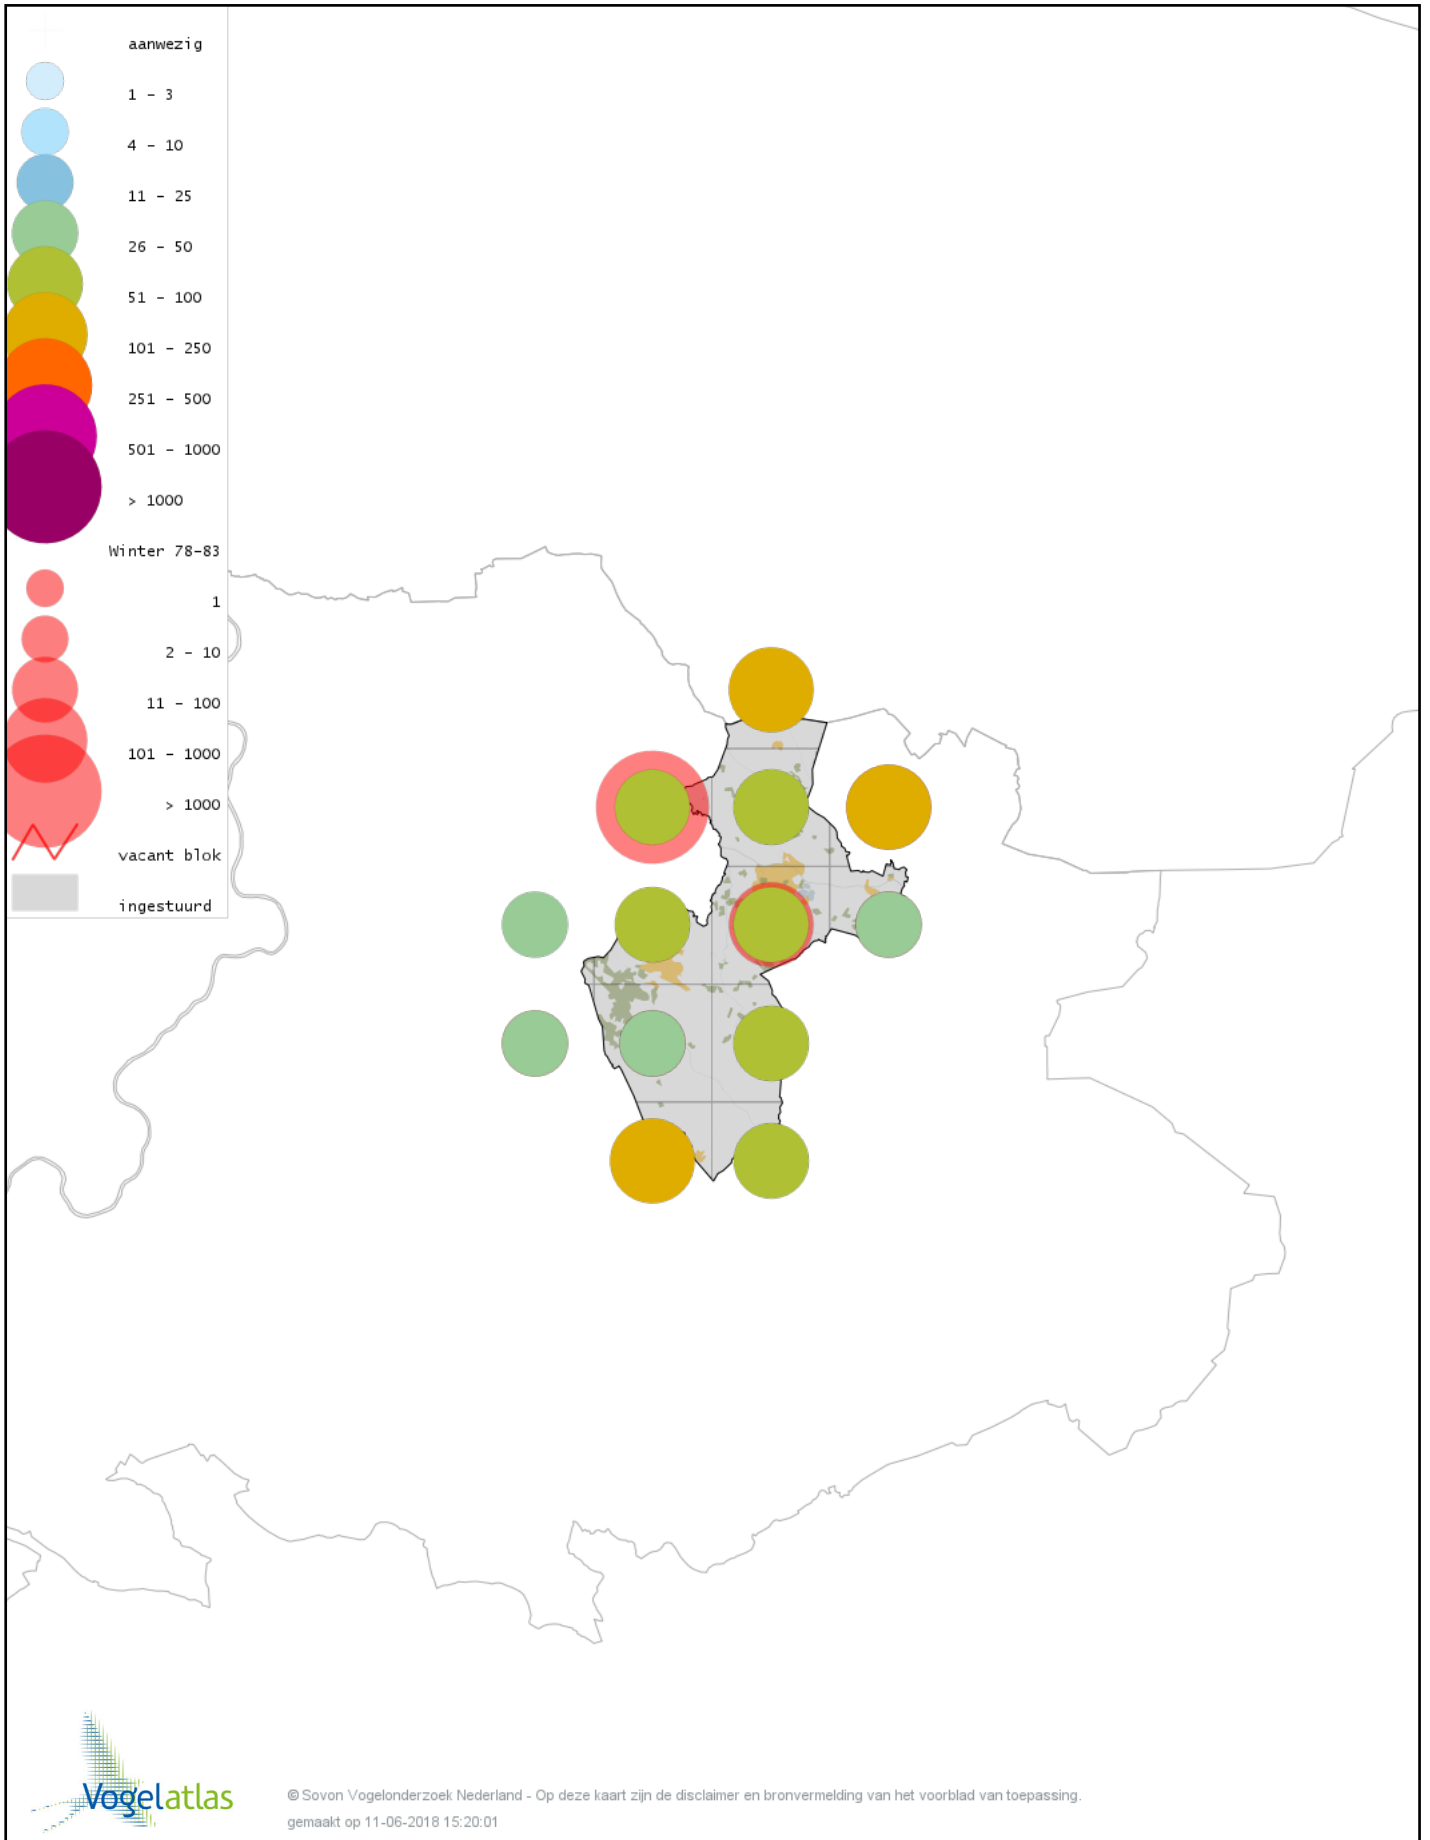 aanwezig
1 - 3
4 - 10
11 - 25
26 - 50
51 - 100
101 - 250
251 - 500
501 - 1000
> 1000
Winter 78-83
1
2 - 10
11 - 100
101 - 1000
> 1000
vacant blok
ingestuurd
Vogelatlas
© Sovon Vogelonderzoek Nederland - Op deze kaart zijn de disclaimer en bronvermelding van het voorblad van toepassing.
gemaakt op 11-06-2018 15:20:01